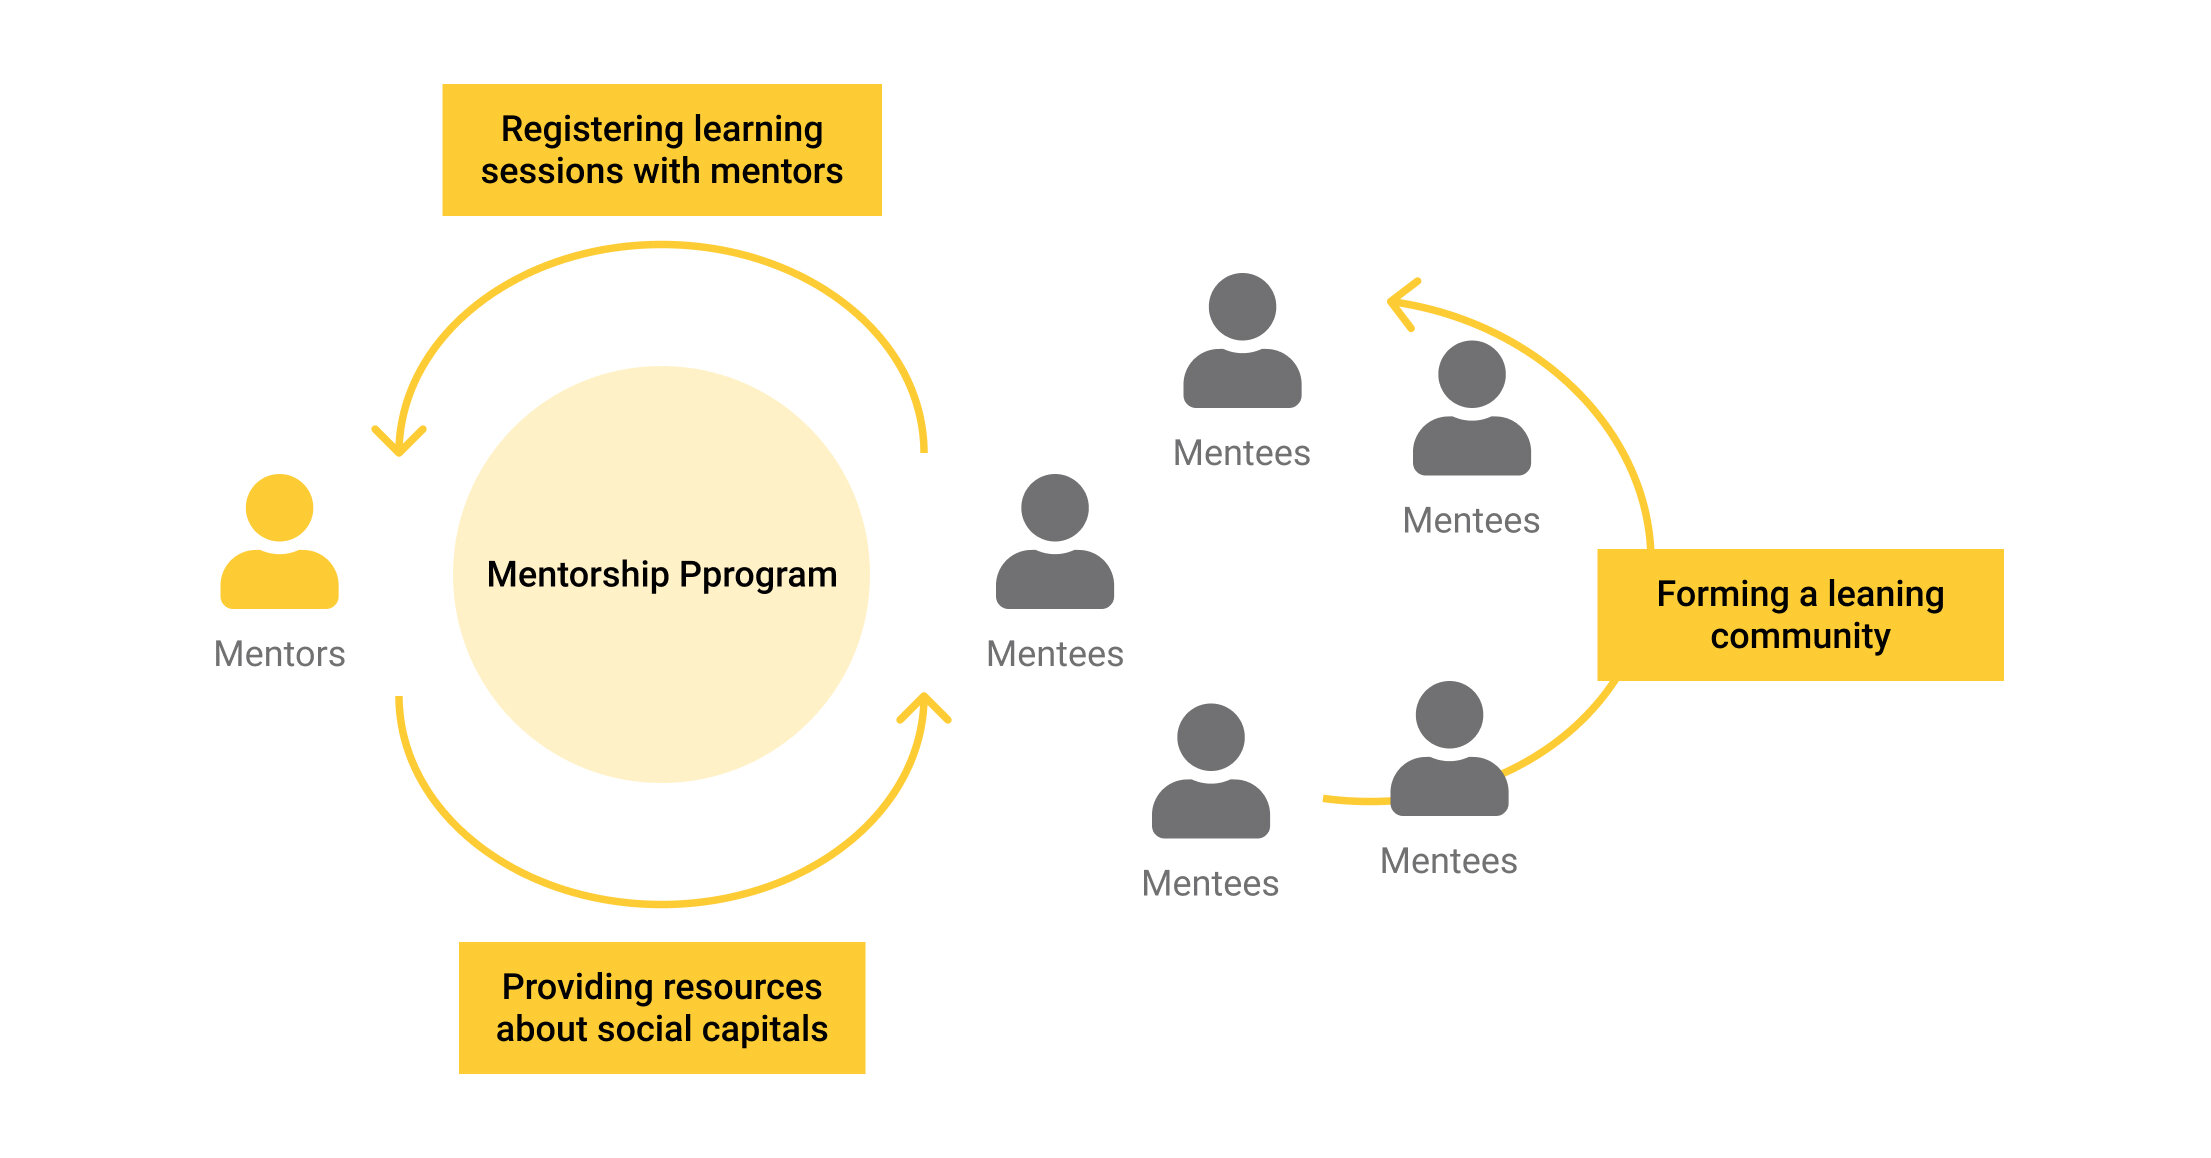 Registering learning
sessions with mentors
Mentees
Mentees
Mentorship Pprogram
Forming a leaning
community
Mentors
Mentees
Mentees
Mentees
Providing resources
about social capitals